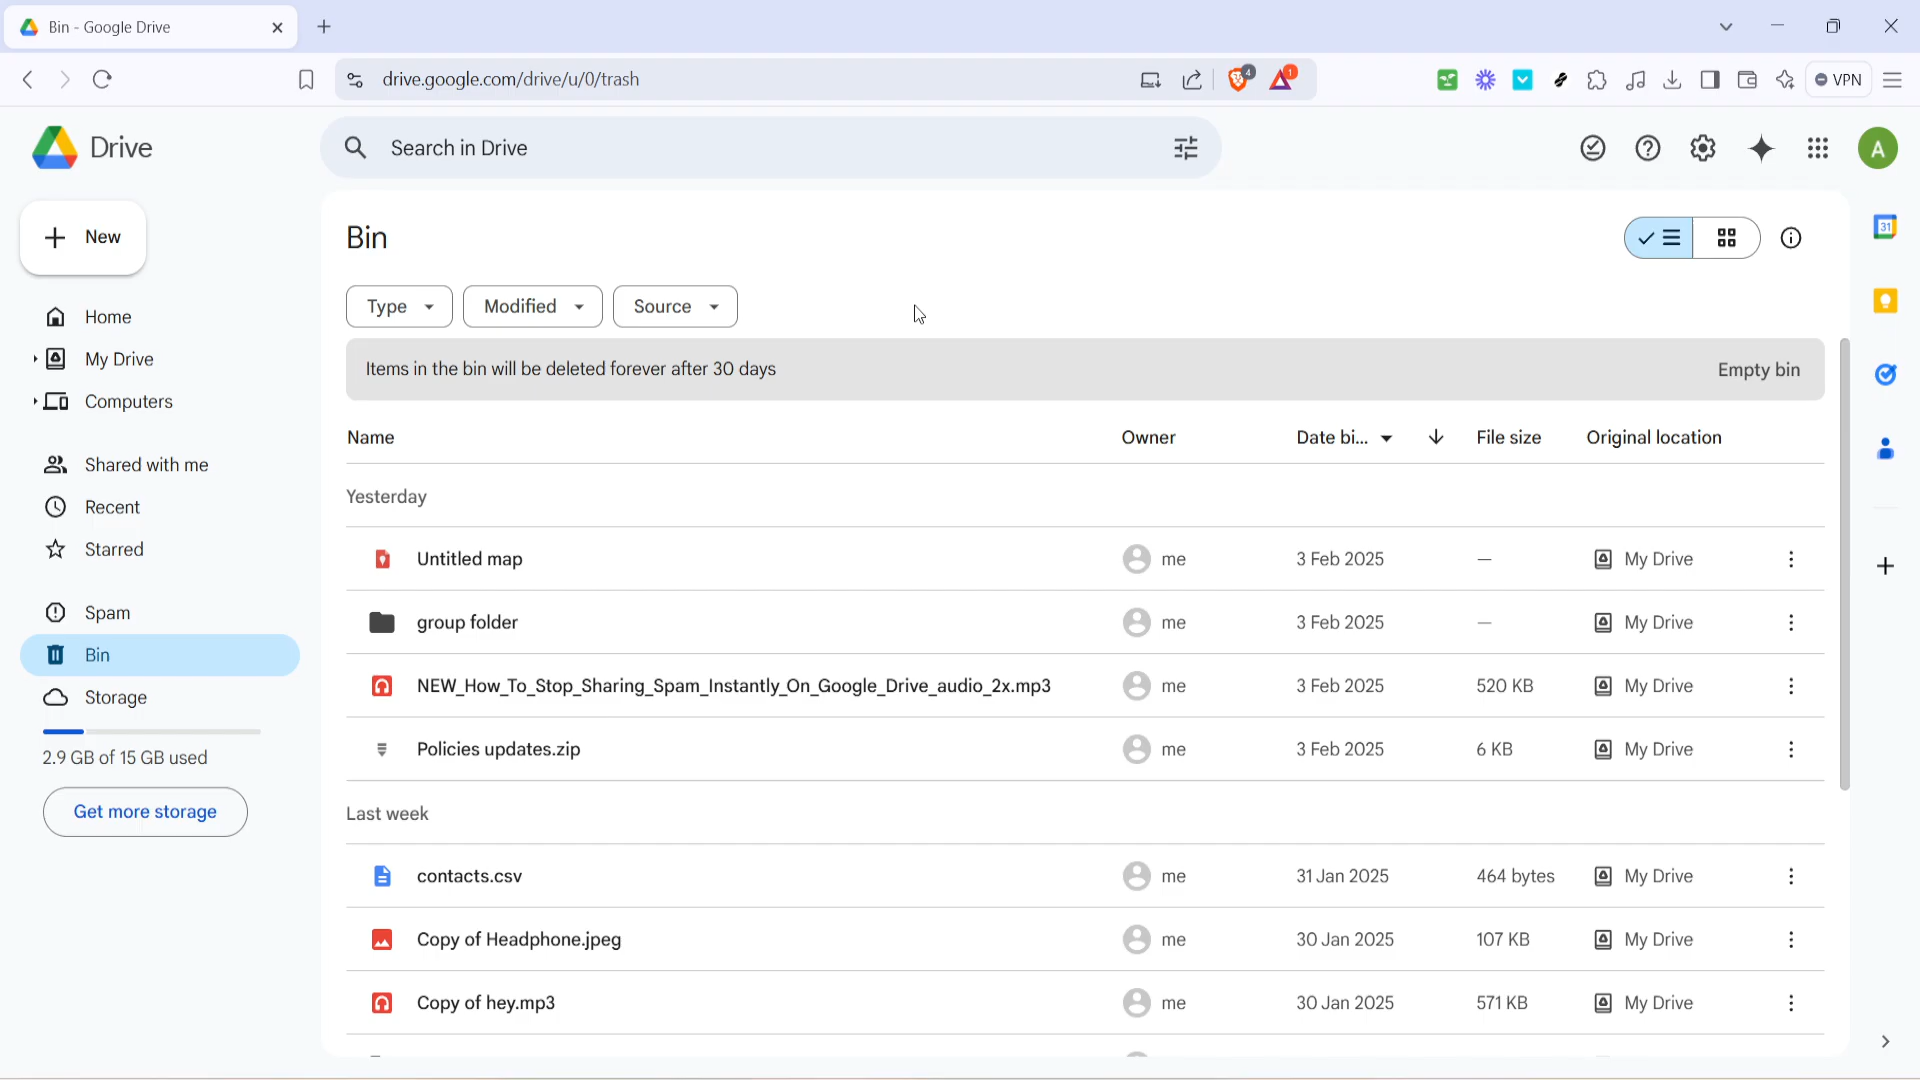 Bin - Google Drive
drive.google.com/drive/u/0/trash
4
1
VPN
Drive
Search in Drive
A
New
Bin
31
Type
Modified
Source
Home
My Drive
Items in the bin will be deleted forever after 30 days
Empty bin
Computers
Name
Owner
Date bi...
File size
Original location
Shared with me
Yesterday
Recent
Starred
Untitled map
me
3 Feb 2025
—
My Drive
Spam
group folder
me
3 Feb 2025
—
My Drive
Bin
NEW_How_To_Stop_Sharing_Spam_Instantly_On_Google_Drive_audio_2x.mp3
me
3 Feb 2025
520 KB
My Drive
Storage
2.9 GB of 15 GB used
Policies updates.zip
me
3 Feb 2025
6 KB
My Drive
Get more storage
Last week
contacts.csv
me
31 Jan 2025
464 bytes
My Drive
Copy of Headphone.jpeg
me
30 Jan 2025
107 KB
My Drive
Copy of hey.mp3
me
30 Jan 2025
571 KB
My Drive